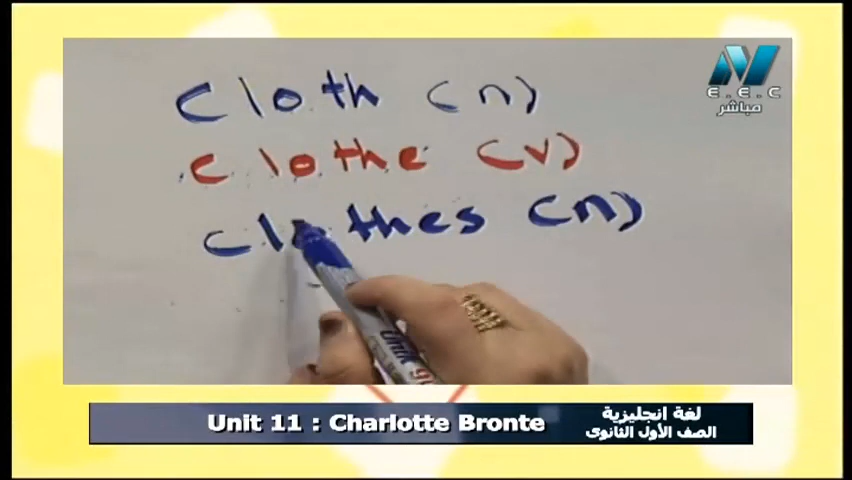 Cloth (n)
Clothe (v)
Clothes (n)
E.E.C
مباشر
Unit 11 : Charlotte Bronte
لغة انجليزية
الصف الأول الثانوى